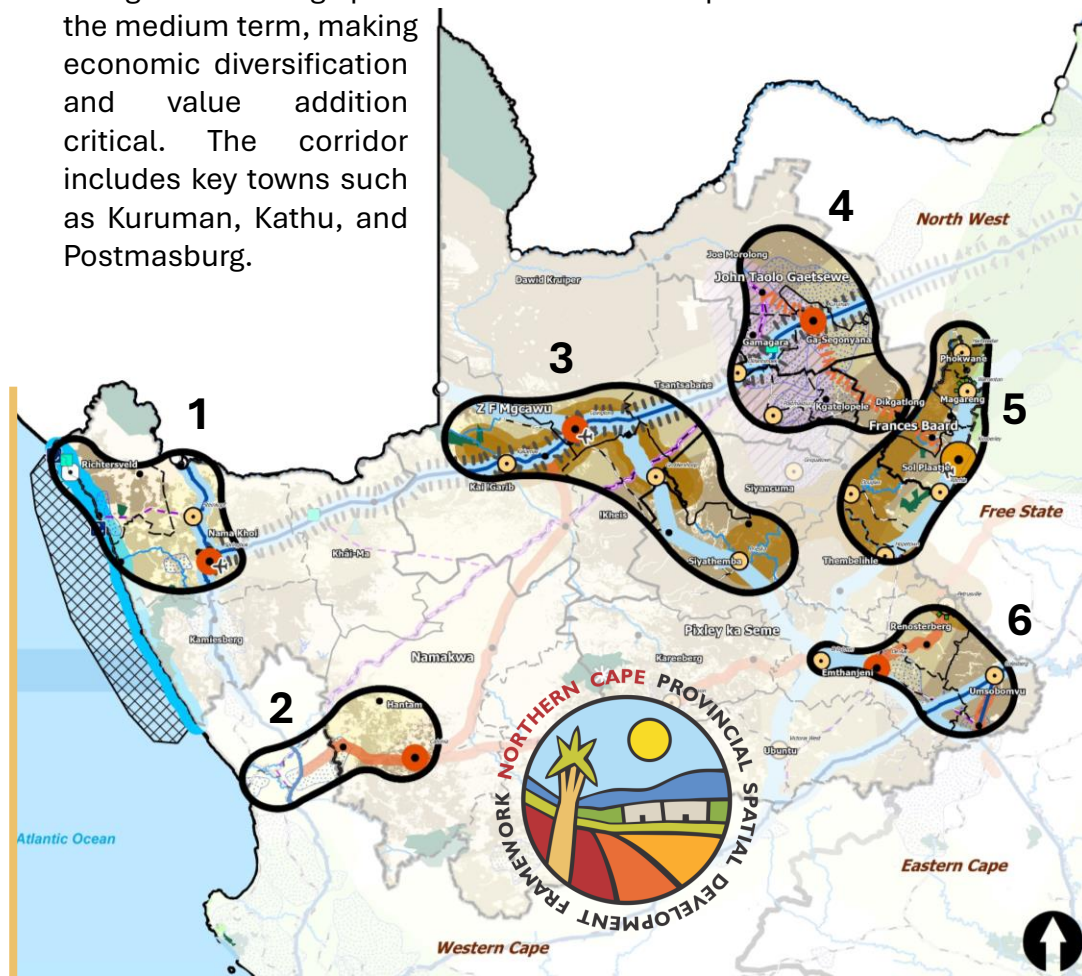 the medium term, making
economic diversification
and value addition
critical. The corridor
includes key towns such
as Kuruman, Kathu, and
Postmasburg.
4
North West
Joe Morolong
John Taolo Gaetsewe
Dawid Kruiper
Gamagara
Ga-Segonyana
3
Phokwane
Tsantsabane
Magareng
5
Z F Mgcawu
Kgatelopele
Dikgatlong
Frances Baard
1
Richtersveld
Sol Plaatje
Kai !Garib
Siyancuma
!Kheis
Free State
Nama Khoi
Khâi-Ma
Siyathemba
Thembelihle
6
Renosterberg
Kamiesberg
Pixley ka Seme
Namakwa
Kareeberg
Emthanjeni
Umsobomvu
2
Hantam
Victoria West
Ubuntu
NORTHERN CAPE PROVINCIAL SPATIAL DEVELOPMENT FRAMEWORK
Atlantic Ocean
Eastern Cape
Western Cape